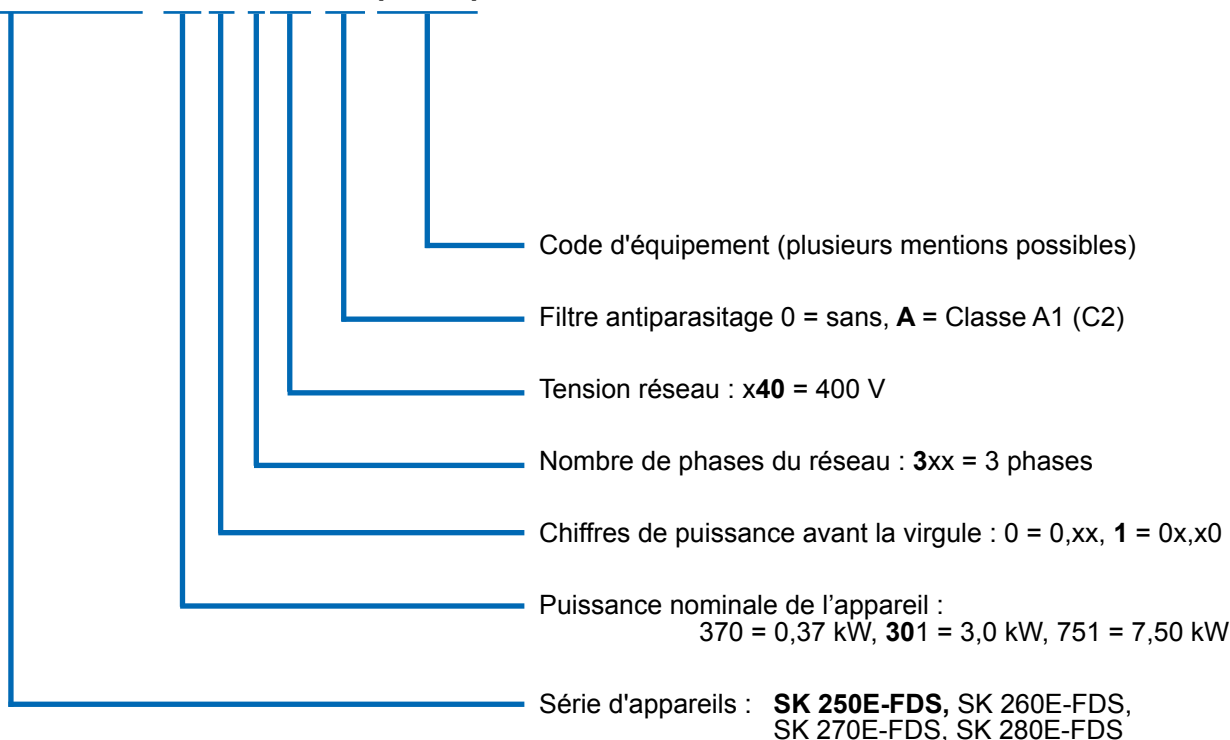 Code d'équipement (plusieurs mentions possibles)
Filtre antiparasitage 0 = sans, A = Classe A1 (C2)
Tension réseau : x40 = 400 V
Nombre de phases du réseau : 3xx = 3 phases
Chiffres de puissance avant la virgule : 0 = 0,xx, 1 = 0x,x0
Puissance nominale de l’appareil :
370 = 0,37 kW, 301 = 3,0 kW, 751 = 7,50 kW
Série d'appareils : SK 250E-FDS, SK 260E-FDS,
SK 270E-FDS, SK 280E-FDS